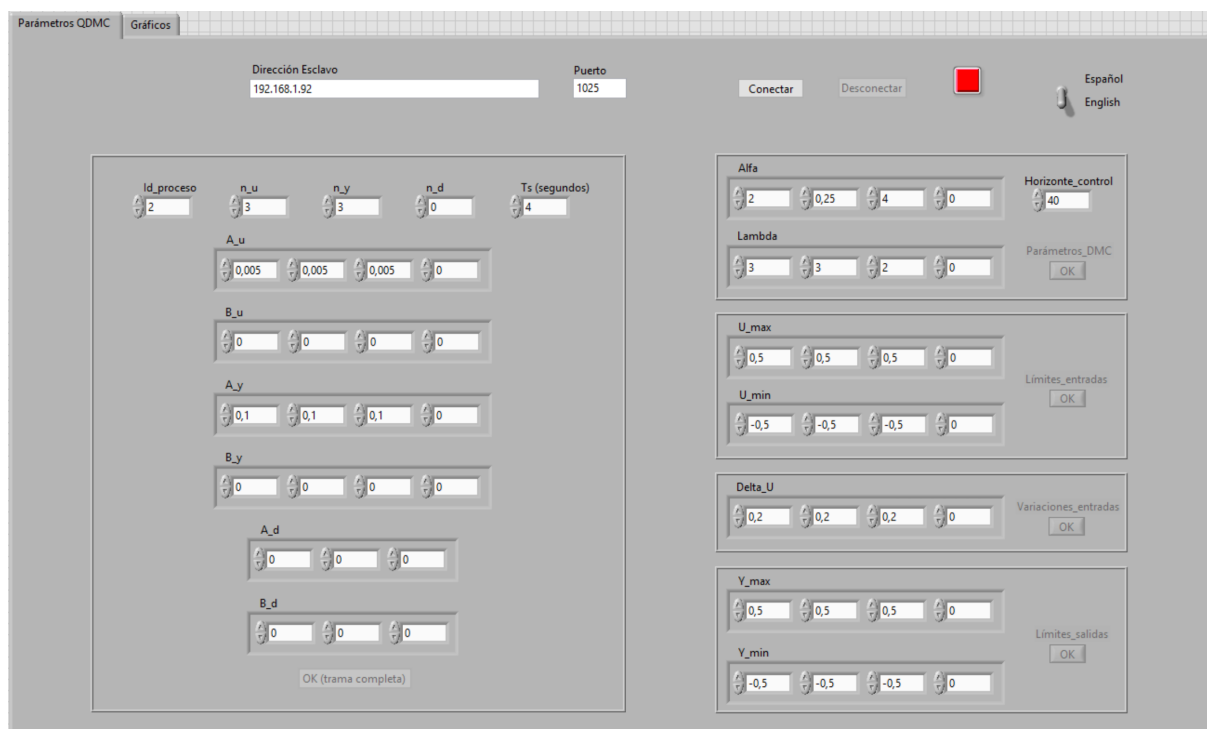 Parámetros QDMC Gráficos
Dirección Esclavo Puerto
192.168.1.92 1025 Conectar Desconectar
Español
English
Id_proceso n_u n_y n_d Ts (segundos)
2 3 3 0 4
A_u
0,005 0,005 0,005 0
B_u
0 0 0 0
A_y
0,1 0,1 0,1 0
B_y
0 0 0 0
A_d
0 0 0
B_d
0 0 0
OK (trama completa)
Alfa
2 0,25 4 0
Horizonte_control
40
Lambda
3 3 2 0
Parámetros_DMC
OK
U_max
0,5 0,5 0,5 0
U_min
-0,5 -0,5 -0,5 0
Límites_entradas
OK
Delta_U
0,2 0,2 0,2 0
Variaciones_entradas
OK
Y_max
0,5 0,5 0,5 0
Y_min
-0,5 -0,5 -0,5 0
Límites_salidas
OK